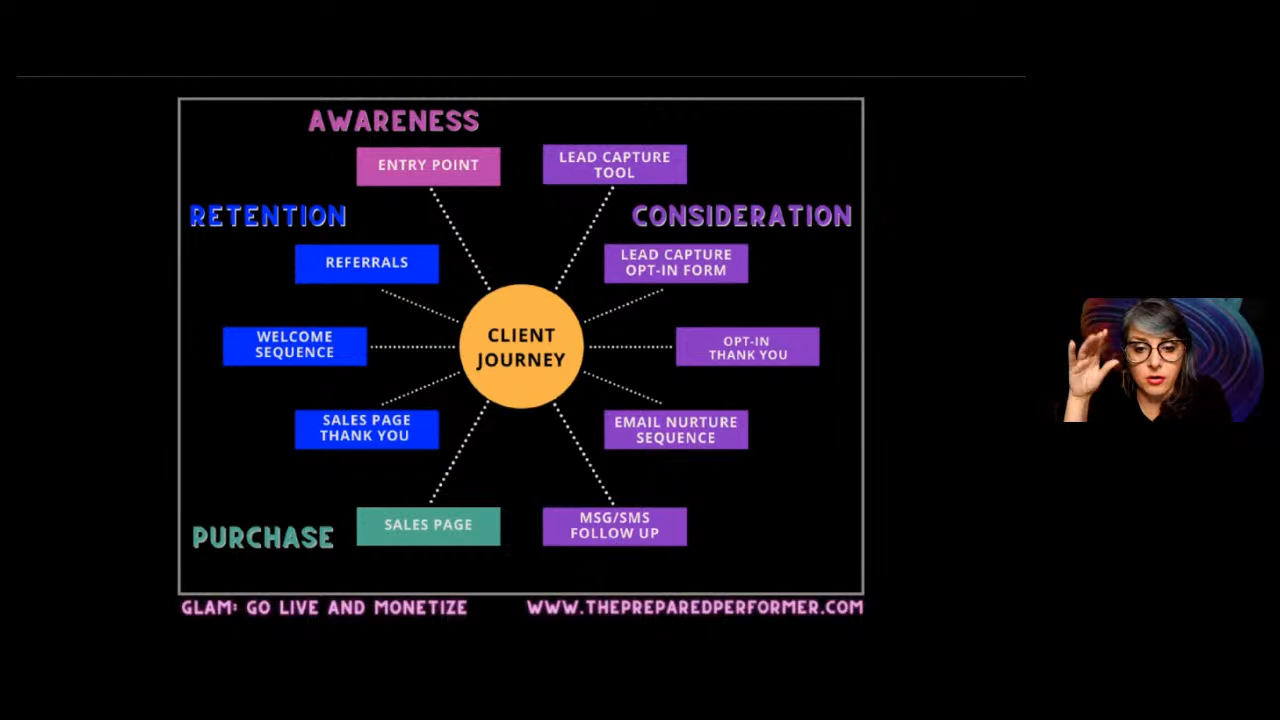 AWARENESS
ENTRY POINT
LEAD CAPTURE
TOOL
RETENTION
CONSIDERATION
REFERRALS
LEAD CAPTURE
OPT-IN FORM
WELCOME
SEQUENCE
CLIENT
JOURNEY
OPT-IN
THANK YOU
SALES PAGE
THANK YOU
EMAIL NURTURE
SEQUENCE
PURCHASE
SALES PAGE
MSG/SMS
FOLLOW UP
GLAM: GO LIVE AND MONETIZE
WWW.THEPREPAREDPERFORMER.COM